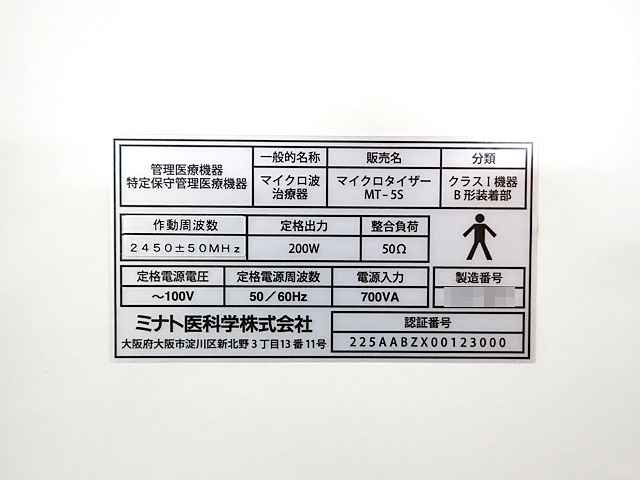 管理医療機器
特定保守管理医療機器
一般的名称
マイクロ波
治療器
販売名
マイクロタイザー
MT-5S
分類
クラスⅠ機器
B形装着部
作動周波数
2450±50MHz
定格出力
200W
整合負荷
50Ω
定格電源電圧
～100V
定格電源周波数
50／60Hz
電源入力
700VA
製造番号
ミナト医科学株式会社
大阪府大阪市淀川区新北野3丁目13番11号
認証番号
225AABZX00123000